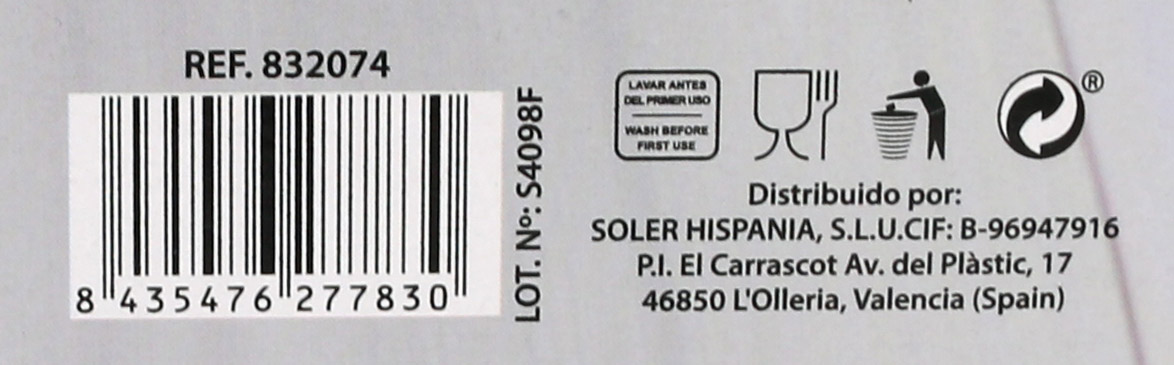 REF. 832074
8 435476 277830
LOT. Nº: S4098F
LAVAR ANTES
DEL PRIMER USO
WASH BEFORE
FIRST USE
®
Distribuido por:
SOLER HISPANIA, S.L.U.CIF: B-96947916
P.I. El Carrascot Av. del Plàstic, 17
46850 L'Olleria, Valencia (Spain)